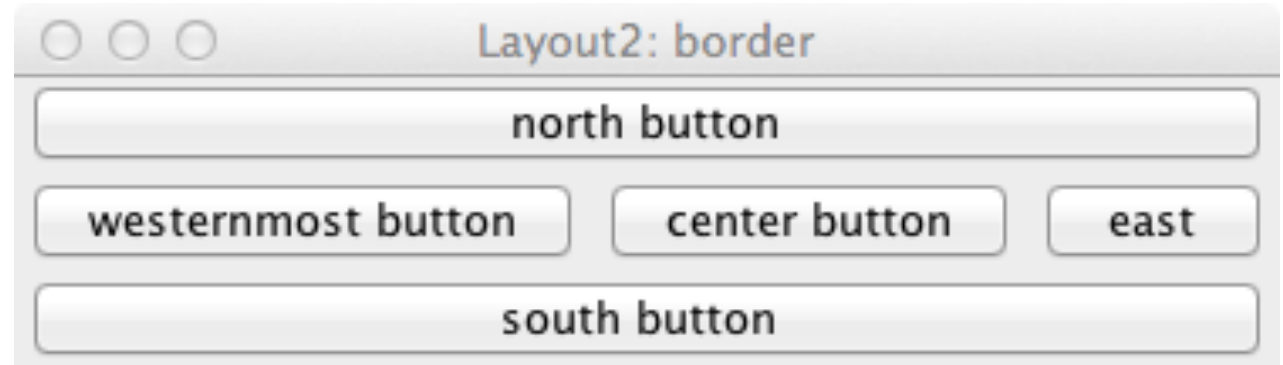 Layout2: border
north button
westernmost button center button east
south button